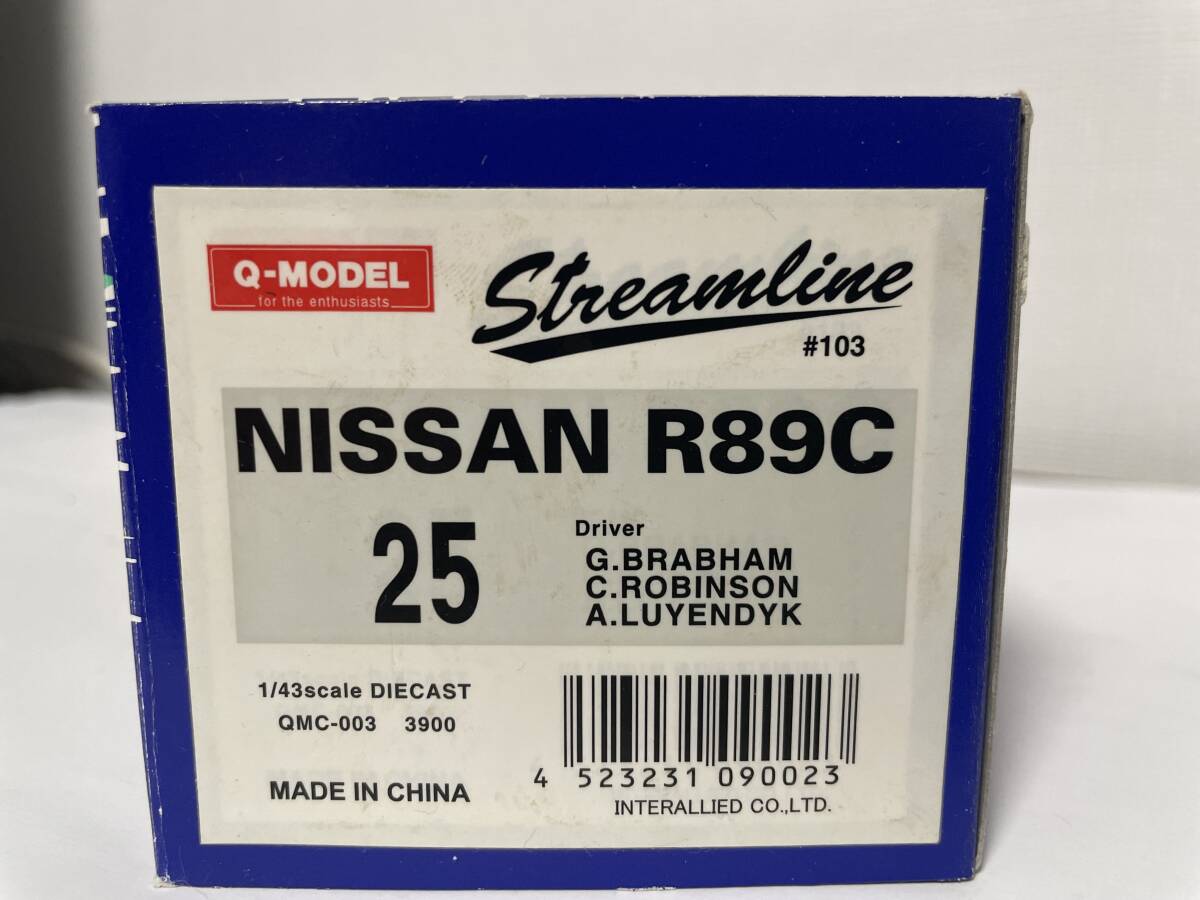 Q-MODEL
for the enthusiasts
Streamline
#103
NISSAN R89C
25
Driver
G.BRABHAM
C.ROBINSON
A.LUYENDYK
1/43scale DIECAST
QMC-003 3900
MADE IN CHINA
4 523231 090023
INTERALLIED CO.,LTD.